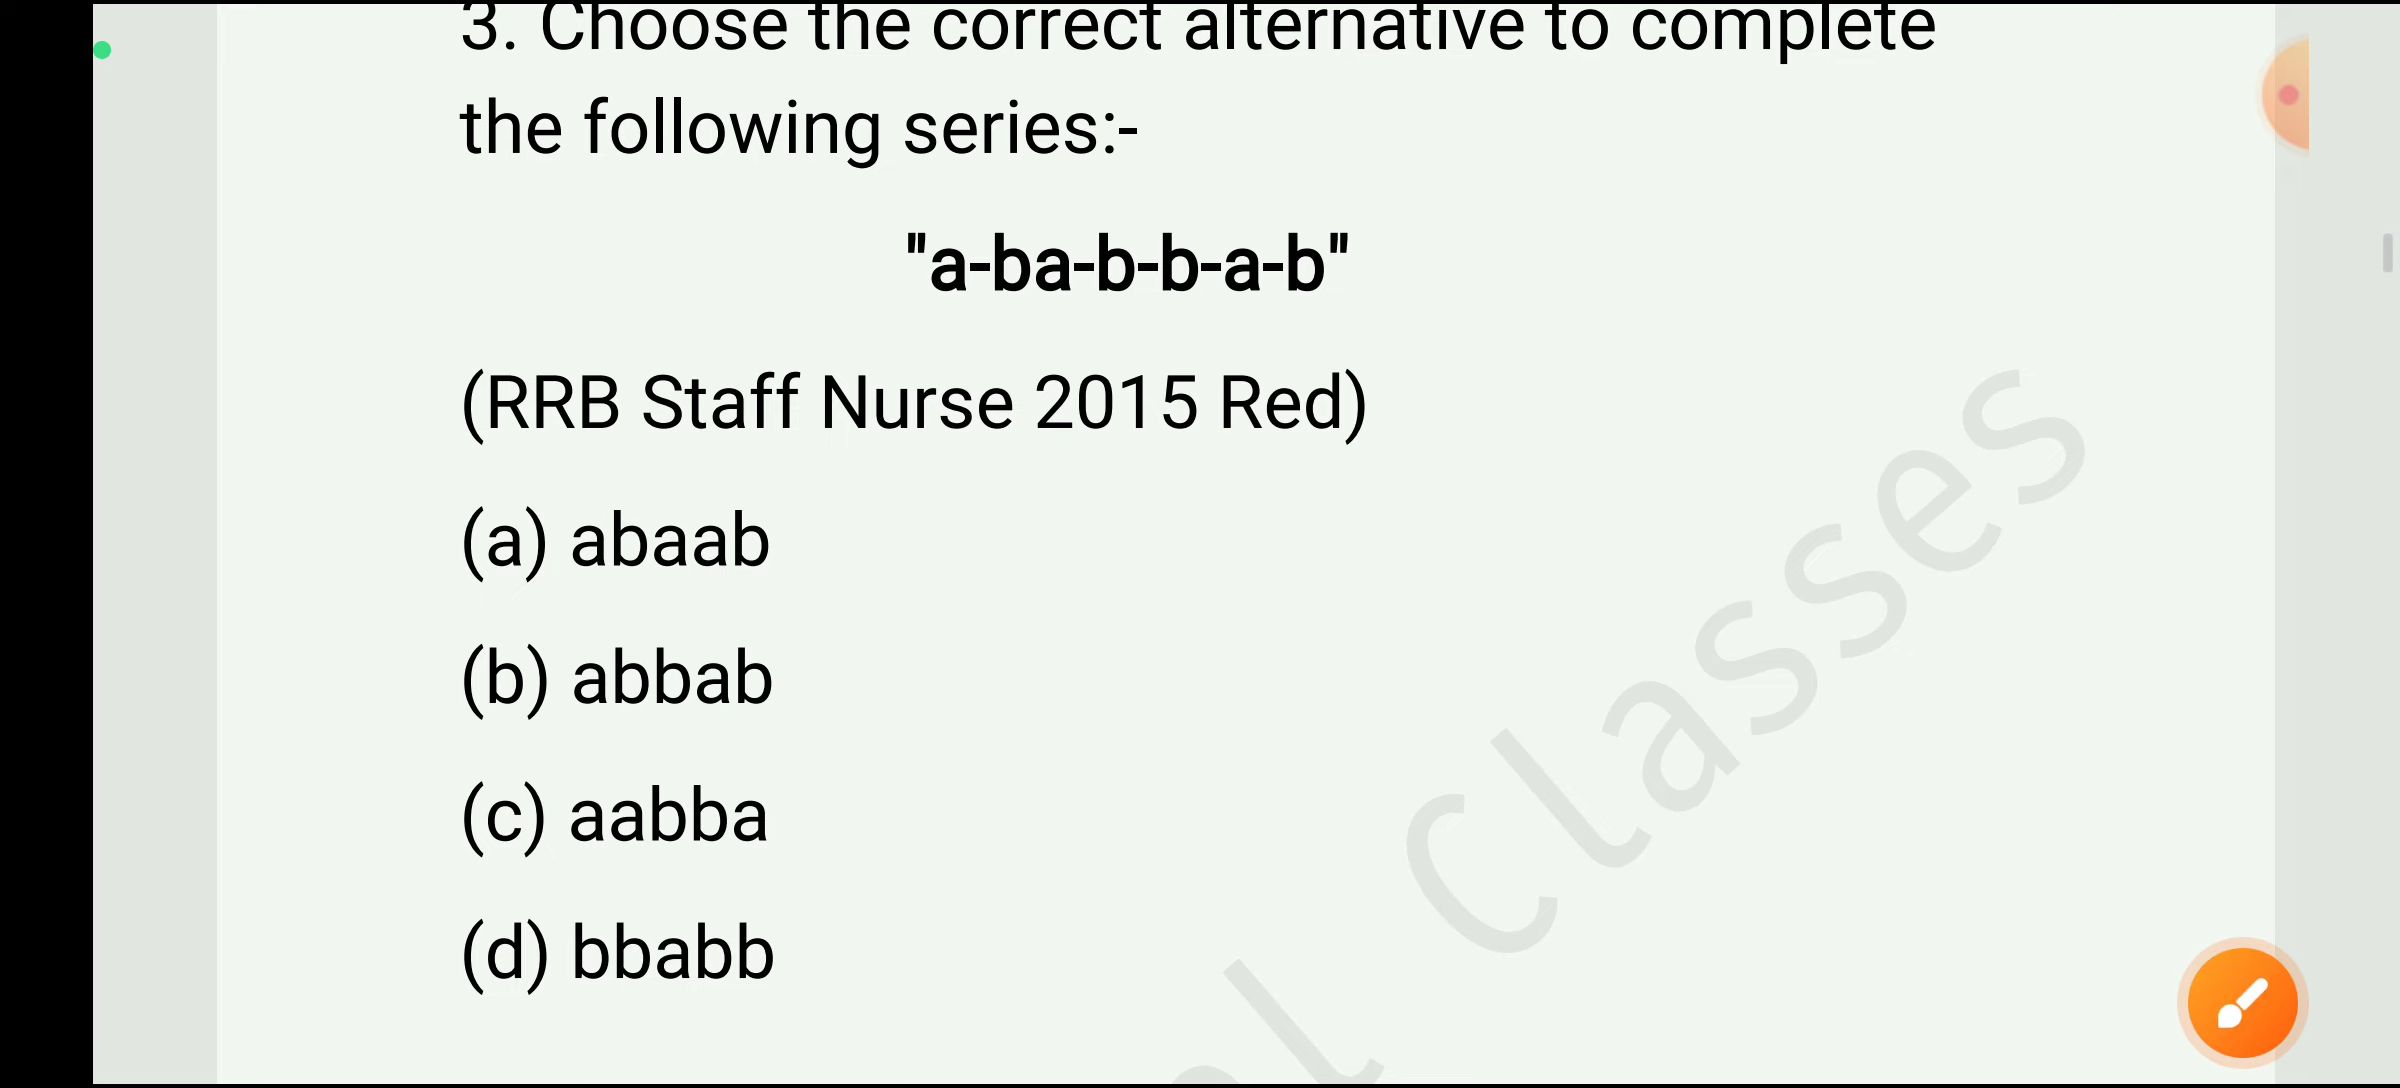 3. Choose the correct alternative to complete
the following series:-
"a-ba-b-b-a-b"
(RRB Staff Nurse 2015 Red)
(a) abaab
(b) abbab
(c) aabba
(d) bbabb
Classes